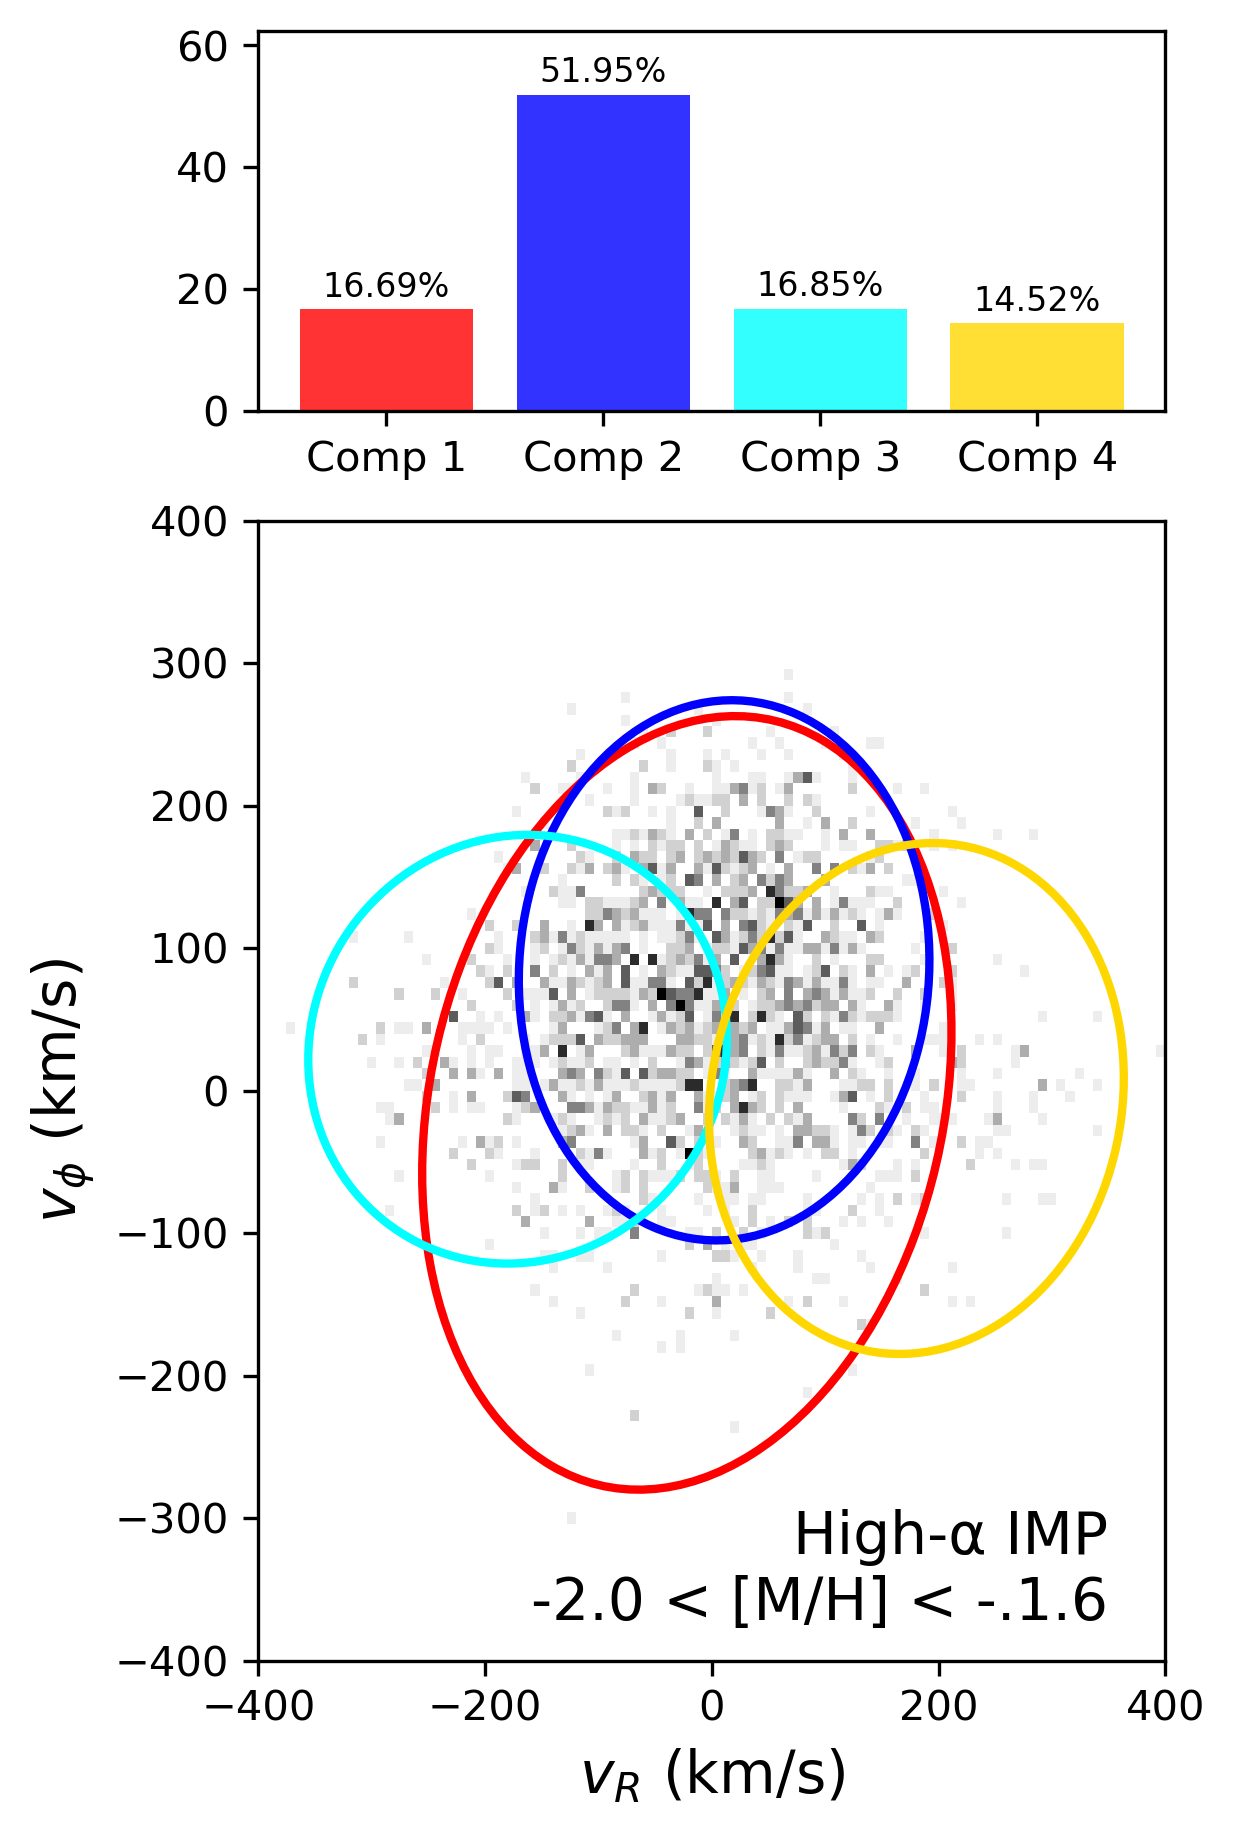 60
40
20
0
16.69%
51.95%
16.85%
14.52%
Comp 1
Comp 2
Comp 3
Comp 4
400
300
200
100
0
−100
−200
−300
−400
v_ϕ (km/s)
High-α IMP
-2.0 < [M/H] < -.1.6
−400
−200
0
200
400
v_R (km/s)